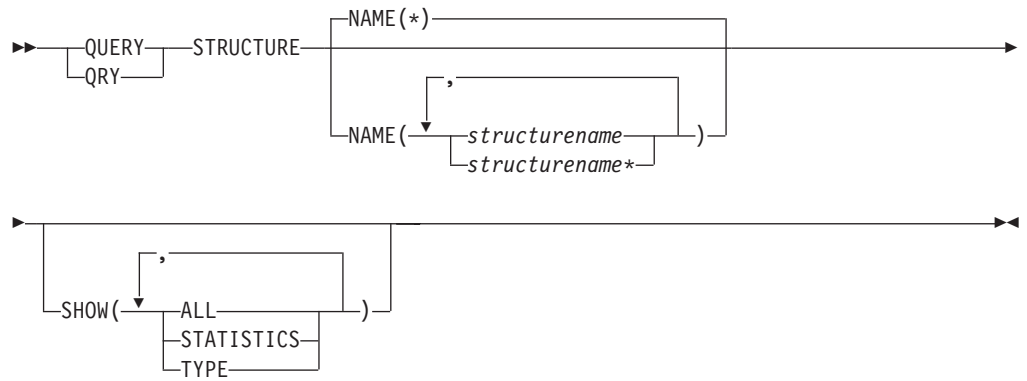 NAME(*)
QUERY STRUCTURE
QRY
,
NAME( structurename )
structurename*
,
SHOW( ALL )
STATISTICS
TYPE